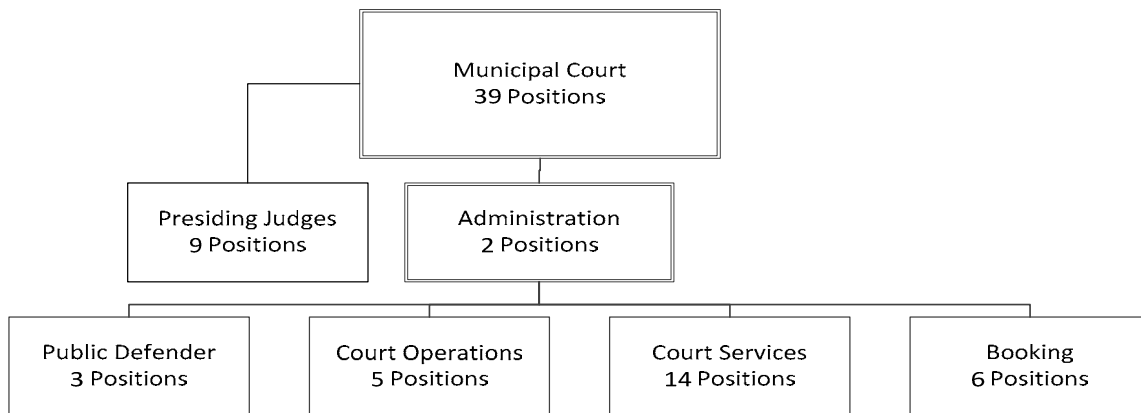 Municipal Court
39 Positions
Presiding Judges
9 Positions
Administration
2 Positions
Public Defender
3 Positions
Court Operations
5 Positions
Court Services
14 Positions
Booking
6 Positions